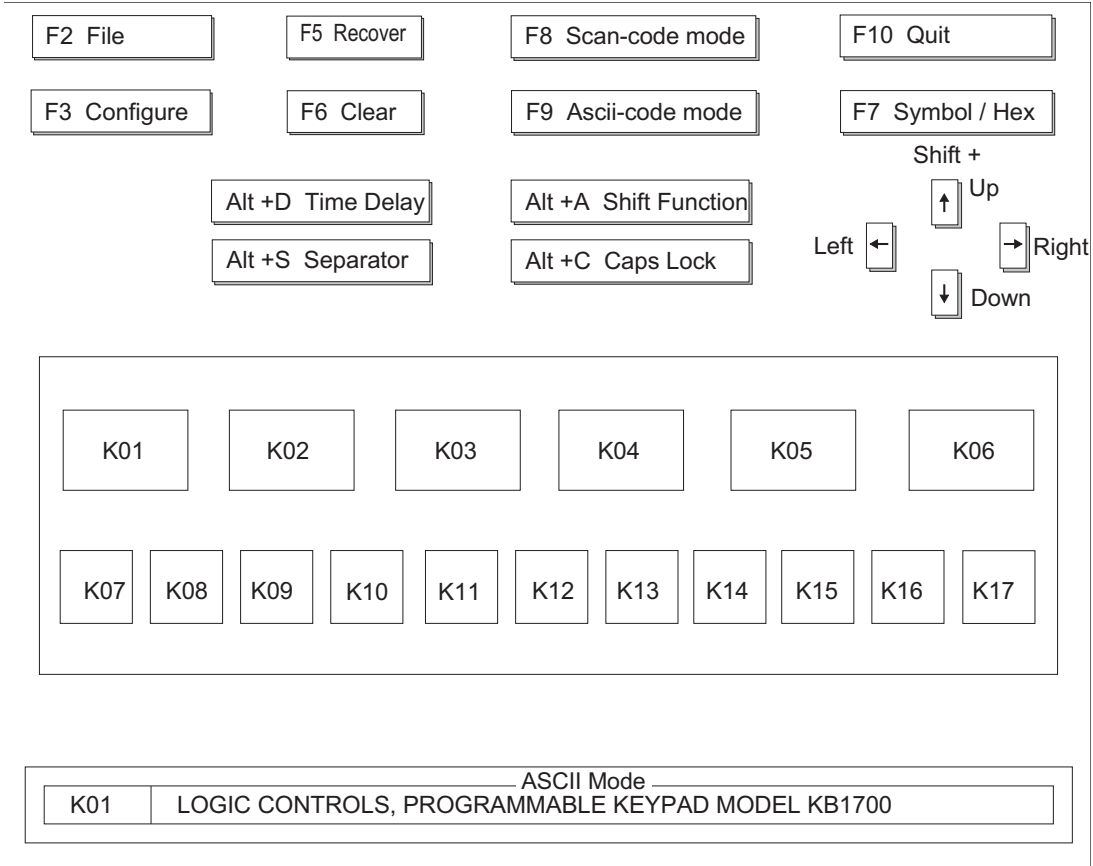 F2 File F5 Recover F8 Scan-code mode F10 Quit
F3 Configure F6 Clear F9 Ascii-code mode F7 Symbol / Hex
Shift +
Alt +D Time Delay Alt +A Shift Function Up
Left Right
Alt +S Separator Alt +C Caps Lock
Down
K01 K02 K03 K04 K05 K06
K07 K08 K09 K10 K11 K12 K13 K14 K15 K16 K17
ASCII Mode
K01 LOGIC CONTROLS, PROGRAMMABLE KEYPAD MODEL KB1700